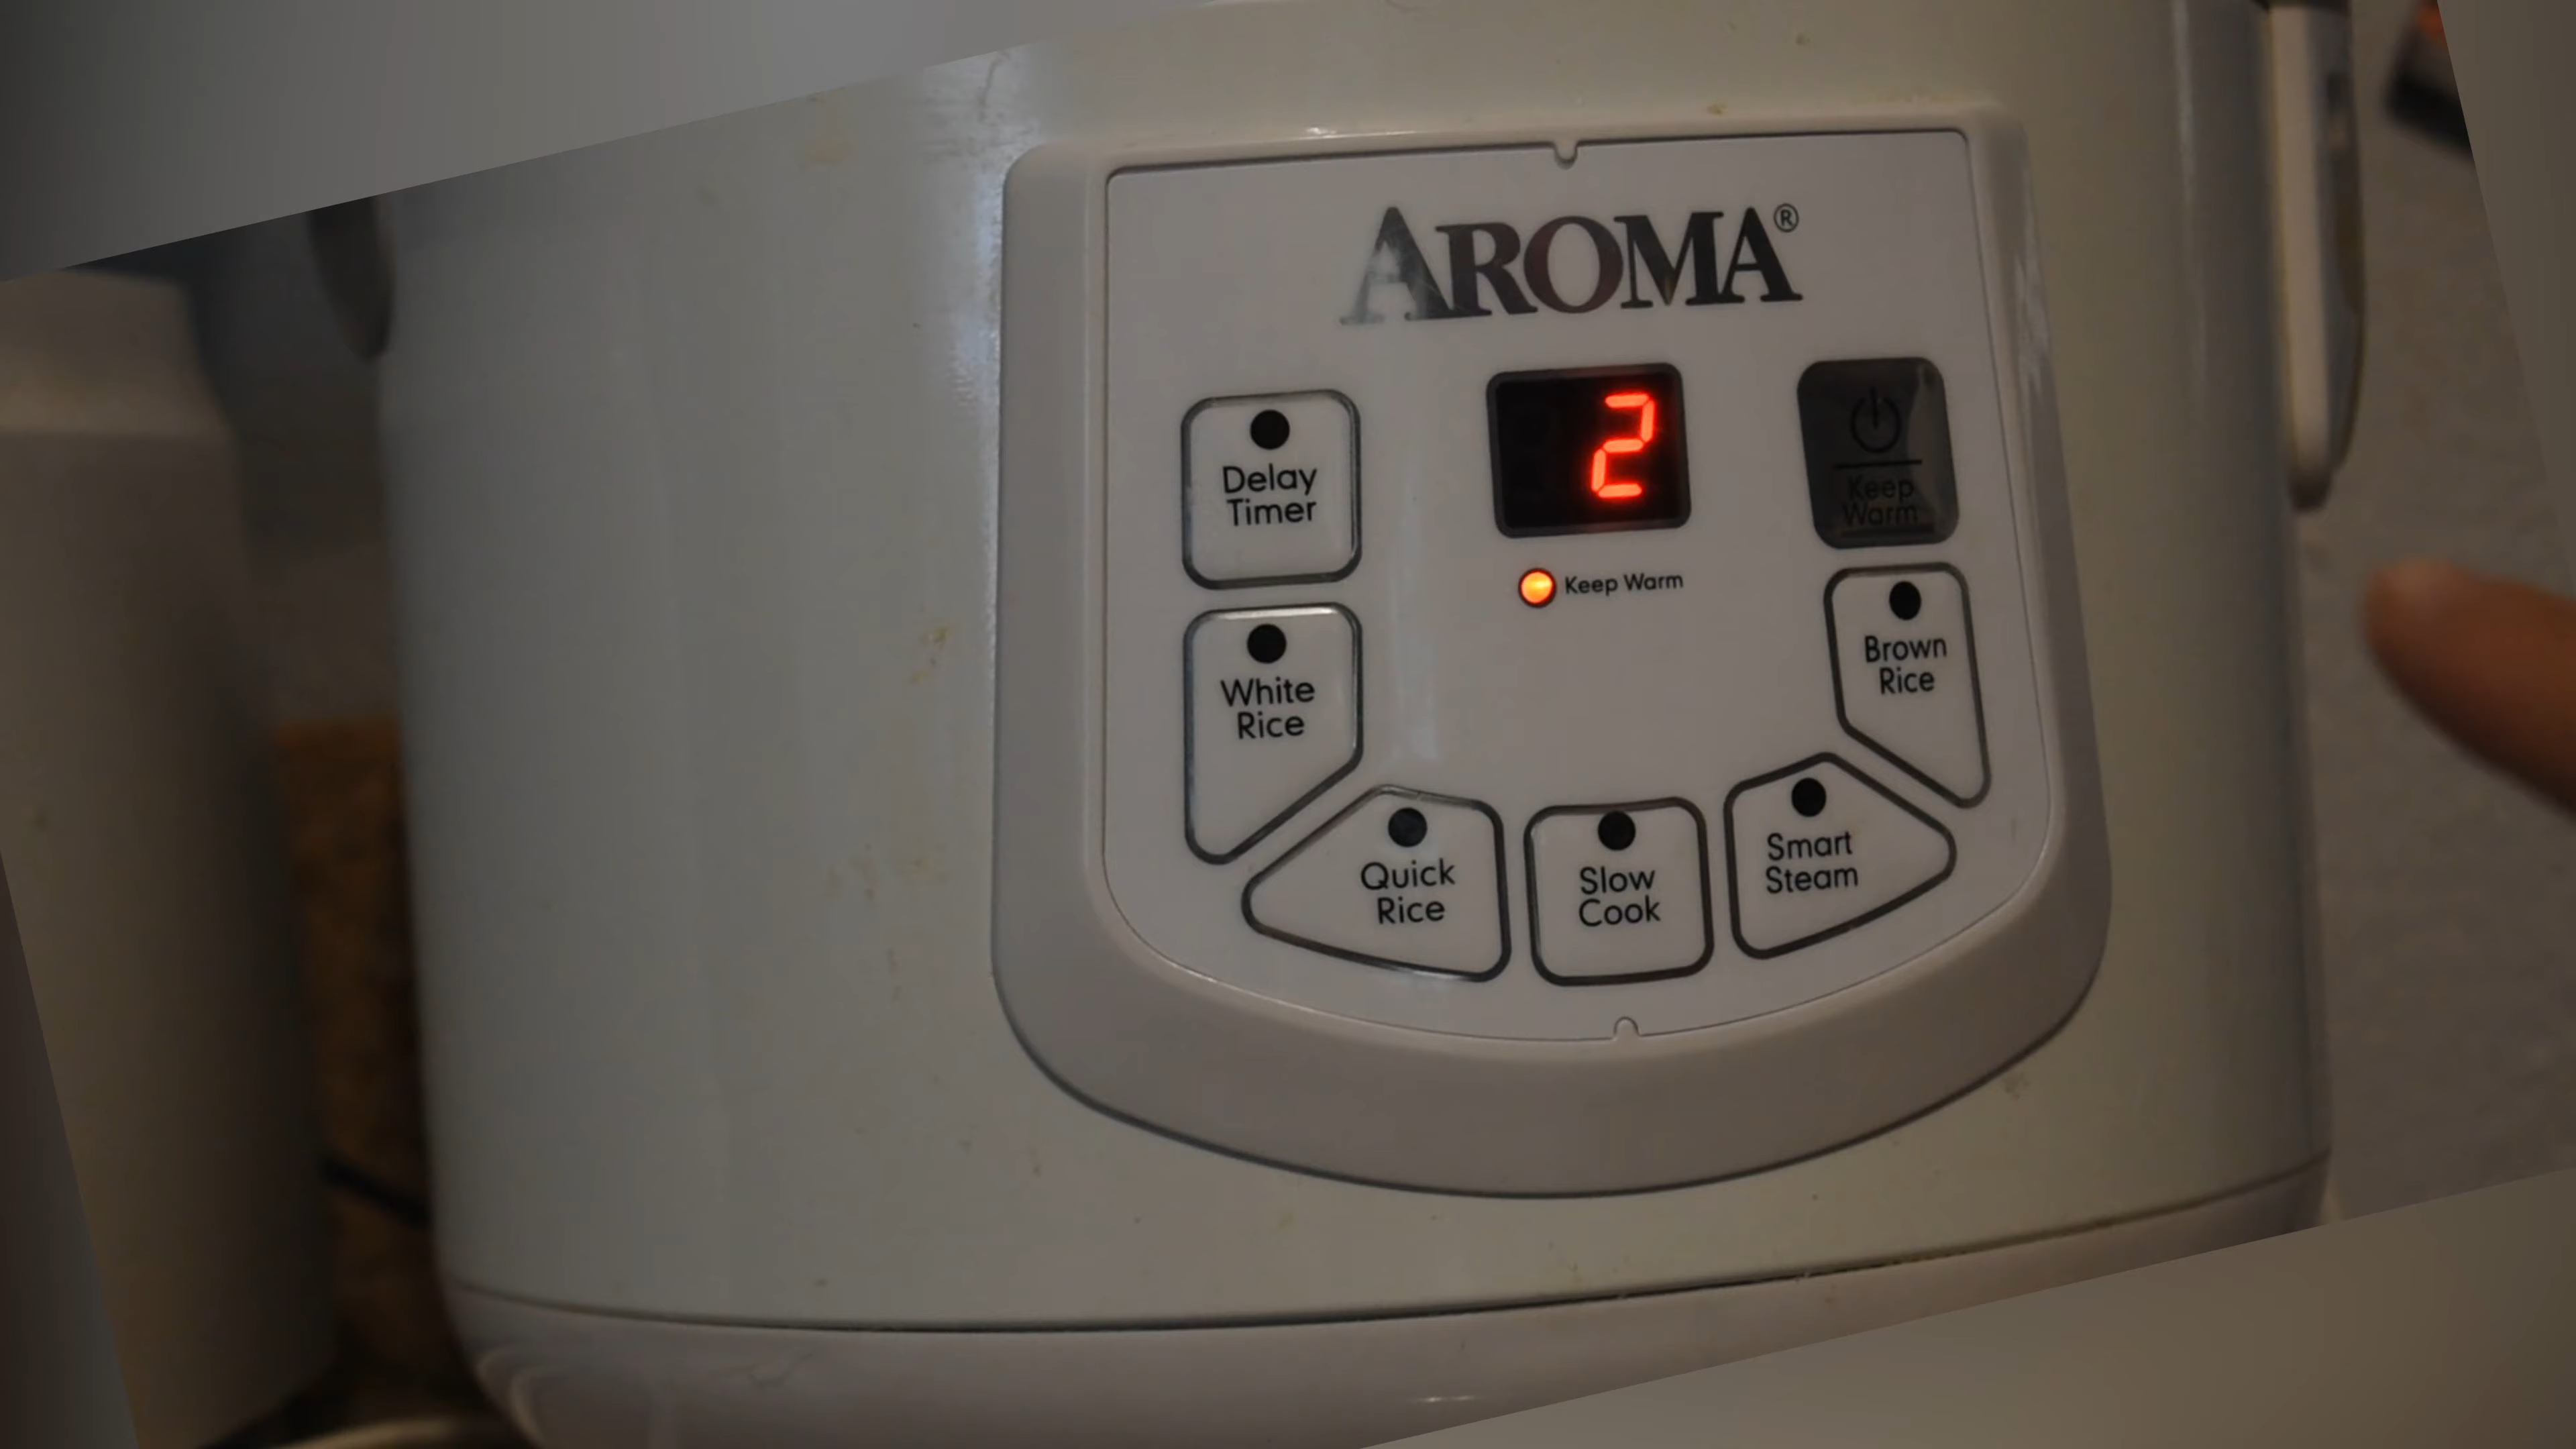 AROMA®
2
Delay
Timer
Keep
Warm
Keep Warm
White
Rice
Brown
Rice
Quick
Rice
Slow
Cook
Smart
Steam